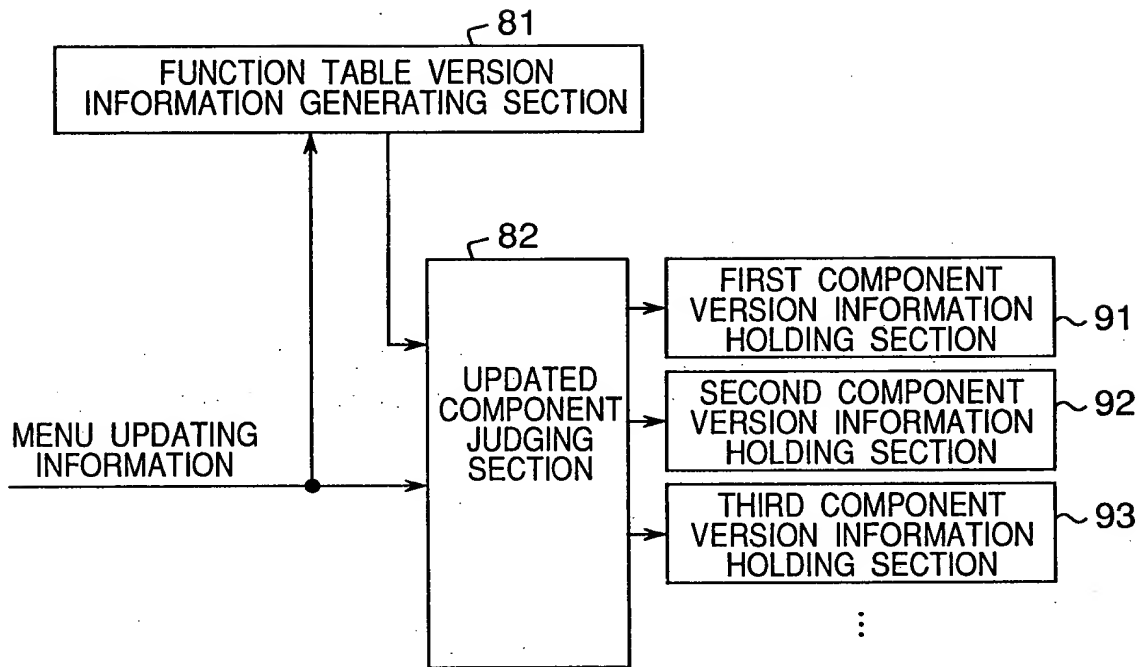 81
FUNCTION TABLE VERSION
INFORMATION GENERATING SECTION
82
UPDATED
COMPONENT
JUDGING
SECTION
MENU UPDATING
INFORMATION
FIRST COMPONENT
VERSION INFORMATION
HOLDING SECTION
91
SECOND COMPONENT
VERSION INFORMATION
HOLDING SECTION
92
THIRD COMPONENT
VERSION INFORMATION
HOLDING SECTION
93
⋮